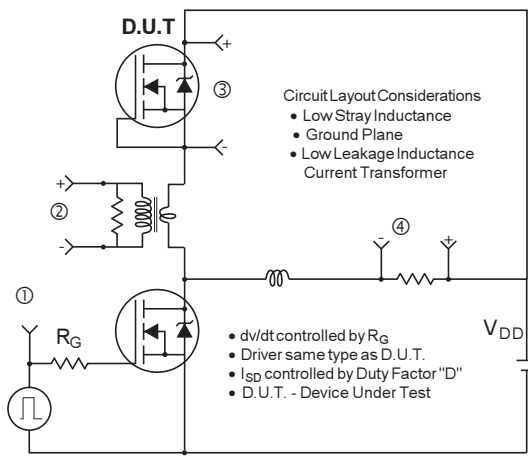 D.U.T
+
③
-
Circuit Layout Considerations
• Low Stray Inductance
• Ground Plane
• Low Leakage Inductance
Current Transformer
+
②
-
④
-
+
①
RG
VDD
• dv/dt controlled by RG
• Driver same type as D.U.T.
• ISD controlled by Duty Factor "D"
• D.U.T. - Device Under Test